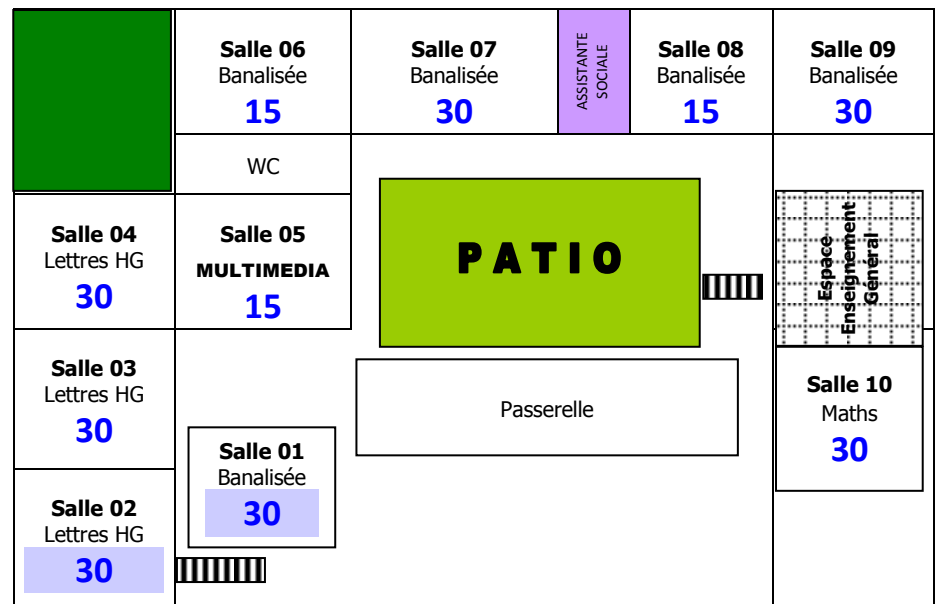 Salle 06
Banalisée
15
Salle 07
Banalisée
30
ASSISTANTE
SOCIALE
Salle 08
Banalisée
15
Salle 09
Banalisée
30
WC
Salle 04
Lettres HG
30
Salle 05
MULTIMEDIA
15
PATIO
Espace
Enseignement
Général
Salle 03
Lettres HG
30
Passerelle
Salle 10
Maths
30
Salle 01
Banalisée
30
Salle 02
Lettres HG
30